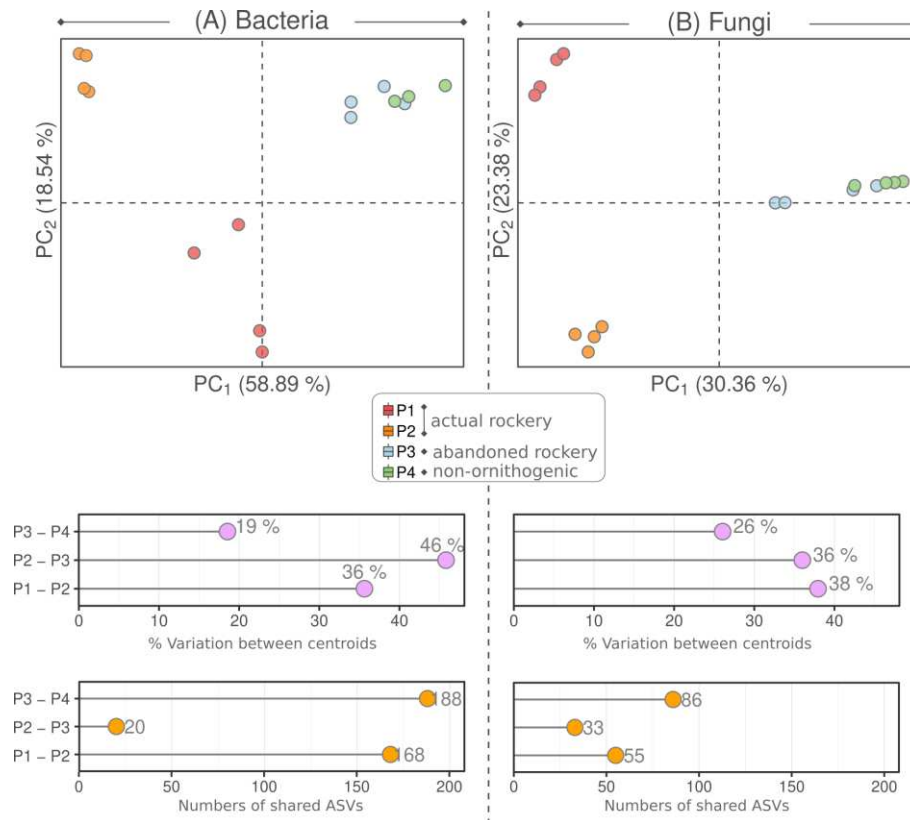 (A) Bacteria
(B) Fungi
PC2 (18.54 %)
PC2 (23.38 %)
PC1 (58.89 %)
PC1 (30.36 %)
P1
P2
actual rockery
P3
abandoned rockery
P4
non-ornithogenic
P3 – P4
19 %
26 %
P2 – P3
46 %
36 %
P1 – P2
36 %
38 %
0 10 20 30 40
0 10 20 30 40
% Variation between centroids
% Variation between centroids
P3 – P4
188
86
P2 – P3
20
33
P1 – P2
168
55
0 50 100 150 200
0 50 100 150 200
Numbers of shared ASVs
Numbers of shared ASVs